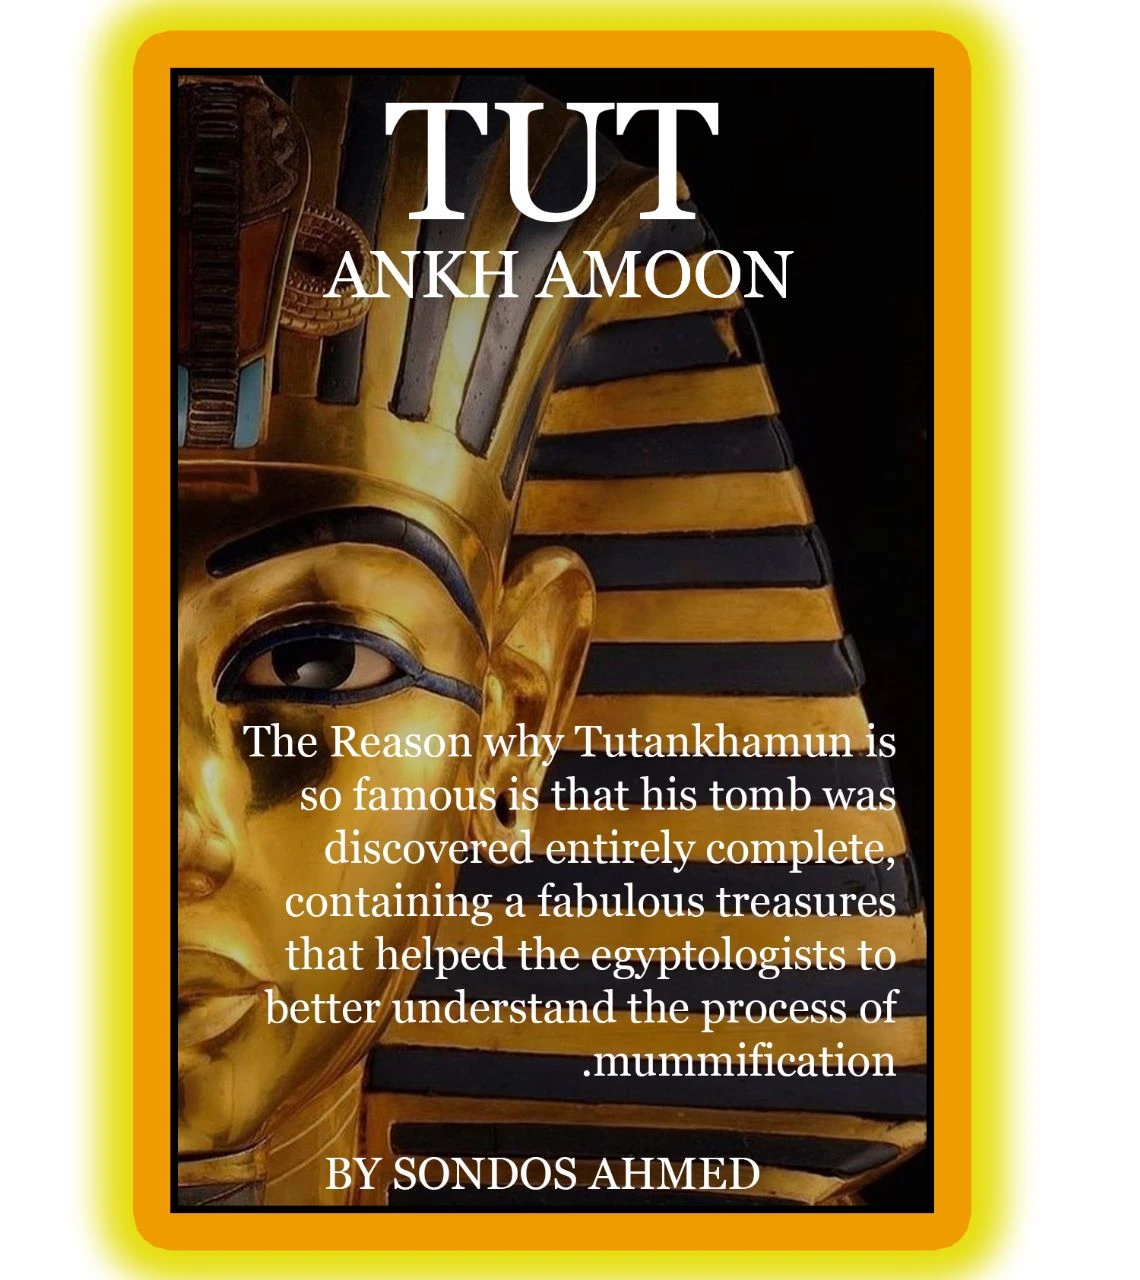 TUT
ANKH AMOON
The Reason why Tutankhamun is
so famous is that his tomb was
discovered entirely complete,
containing a fabulous treasures
that helped the egyptologists to
better understand the process of
.mummification
BY SONDOS AHMED